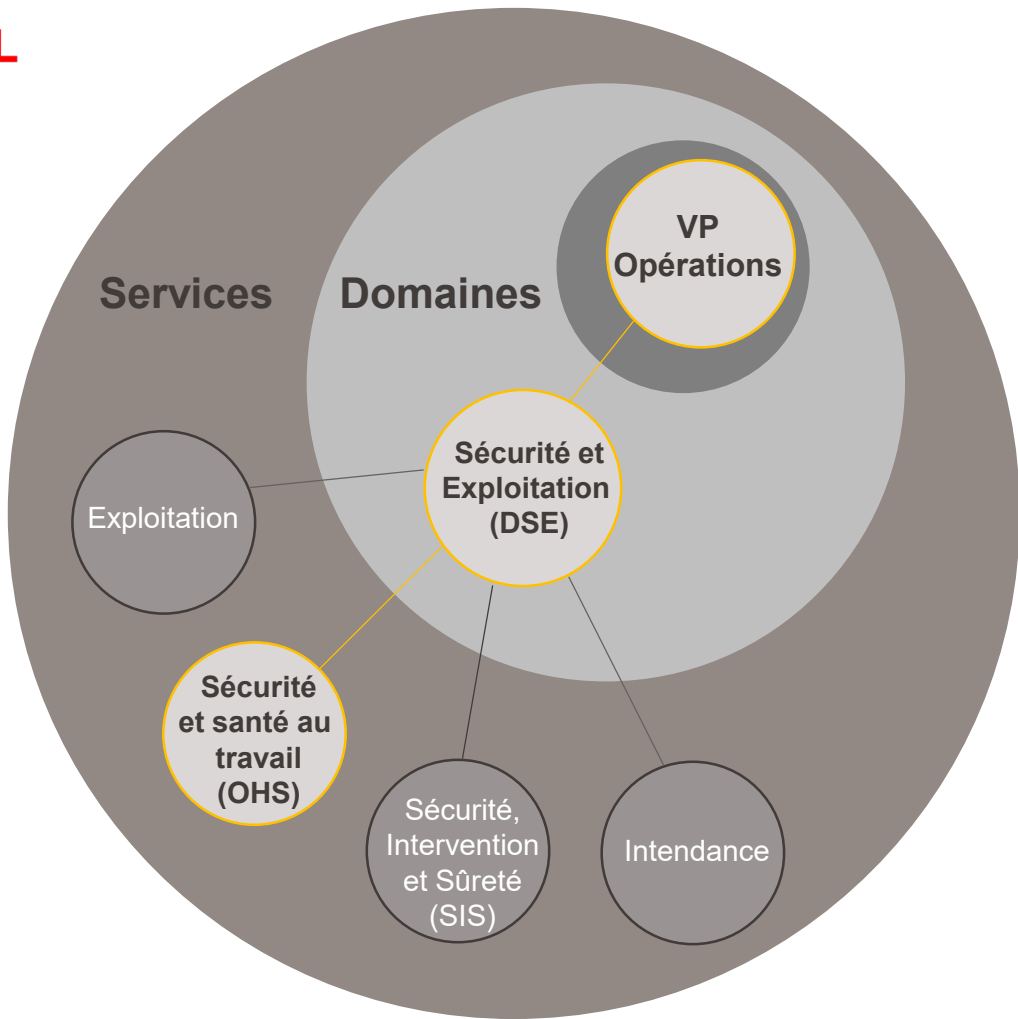 L
VP
Opérations
Services
Domaines
Sécurité et
Exploitation
(DSE)
Exploitation
Sécurité
et santé au
travail
(OHS)
Sécurité,
Intervention
et Sûreté
(SIS)
Intendance